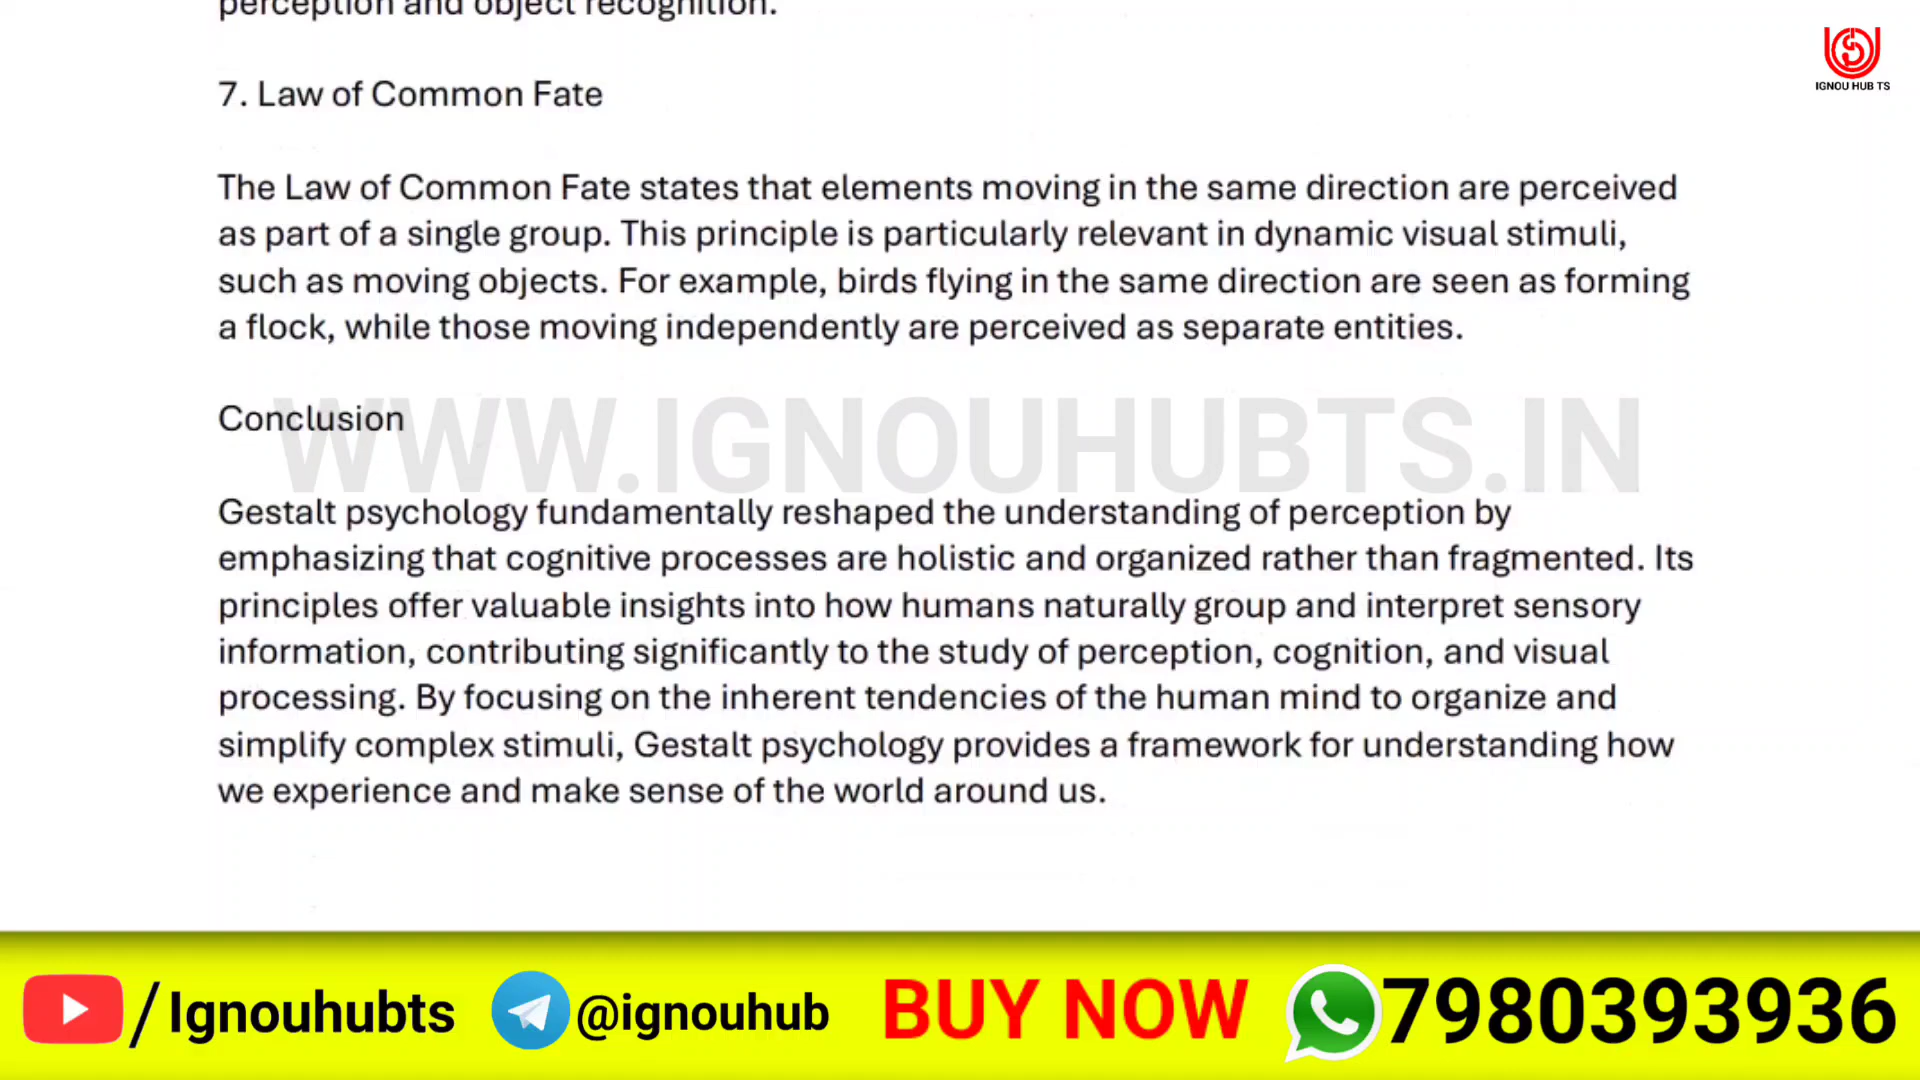 perception and object recognition.
IGNOU HUB TS
7. Law of Common Fate
The Law of Common Fate states that elements moving in the same direction are perceived
as part of a single group. This principle is particularly relevant in dynamic visual stimuli,
such as moving objects. For example, birds flying in the same direction are seen as forming
a flock, while those moving independently are perceived as separate entities.
WWW.IGNOUHUBTS.IN
Conclusion
Gestalt psychology fundamentally reshaped the understanding of perception by
emphasizing that cognitive processes are holistic and organized rather than fragmented. Its
principles offer valuable insights into how humans naturally group and interpret sensory
information, contributing significantly to the study of perception, cognition, and visual
processing. By focusing on the inherent tendencies of the human mind to organize and
simplify complex stimuli, Gestalt psychology provides a framework for understanding how
we experience and make sense of the world around us.
/Ignouhubts @ignouhub BUY NOW 7980393936